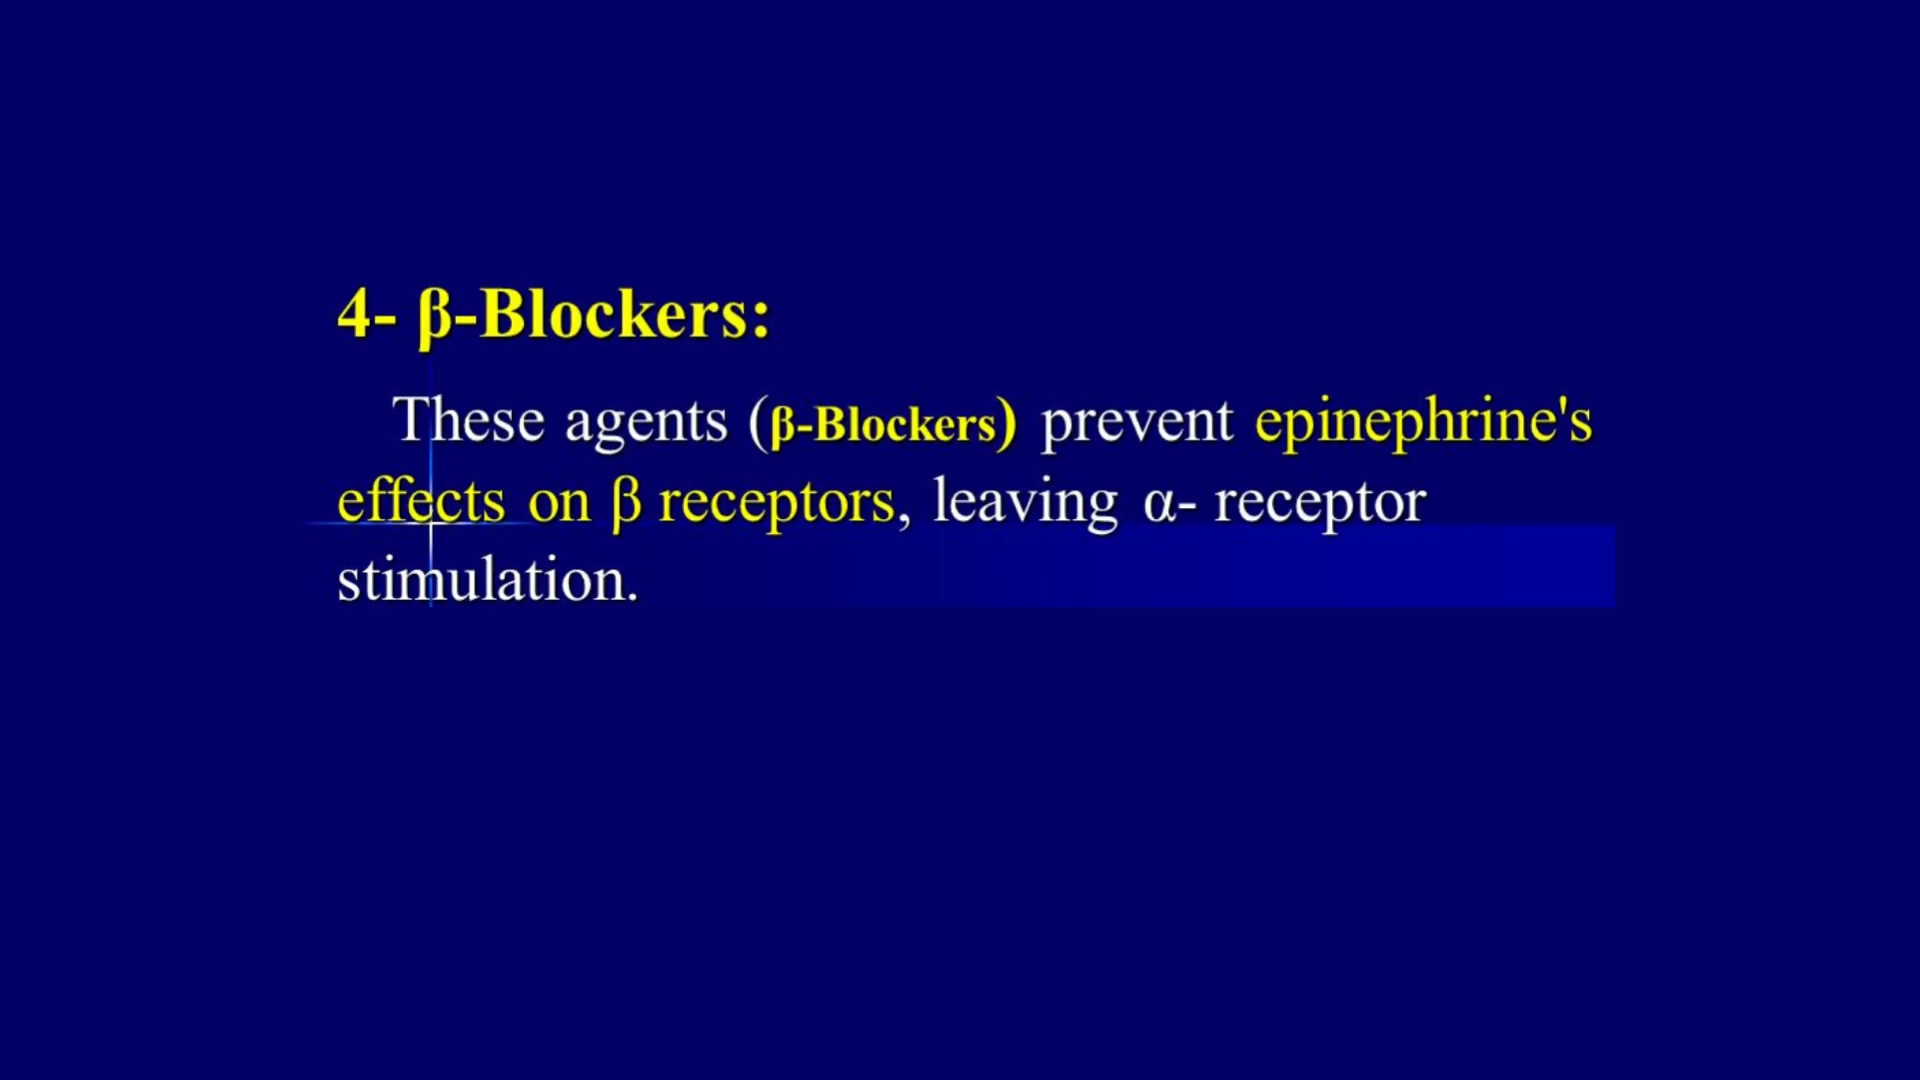 4- β-Blockers:
These agents (β-Blockers) prevent epinephrine's
effects on β receptors, leaving α- receptor
stimulation.